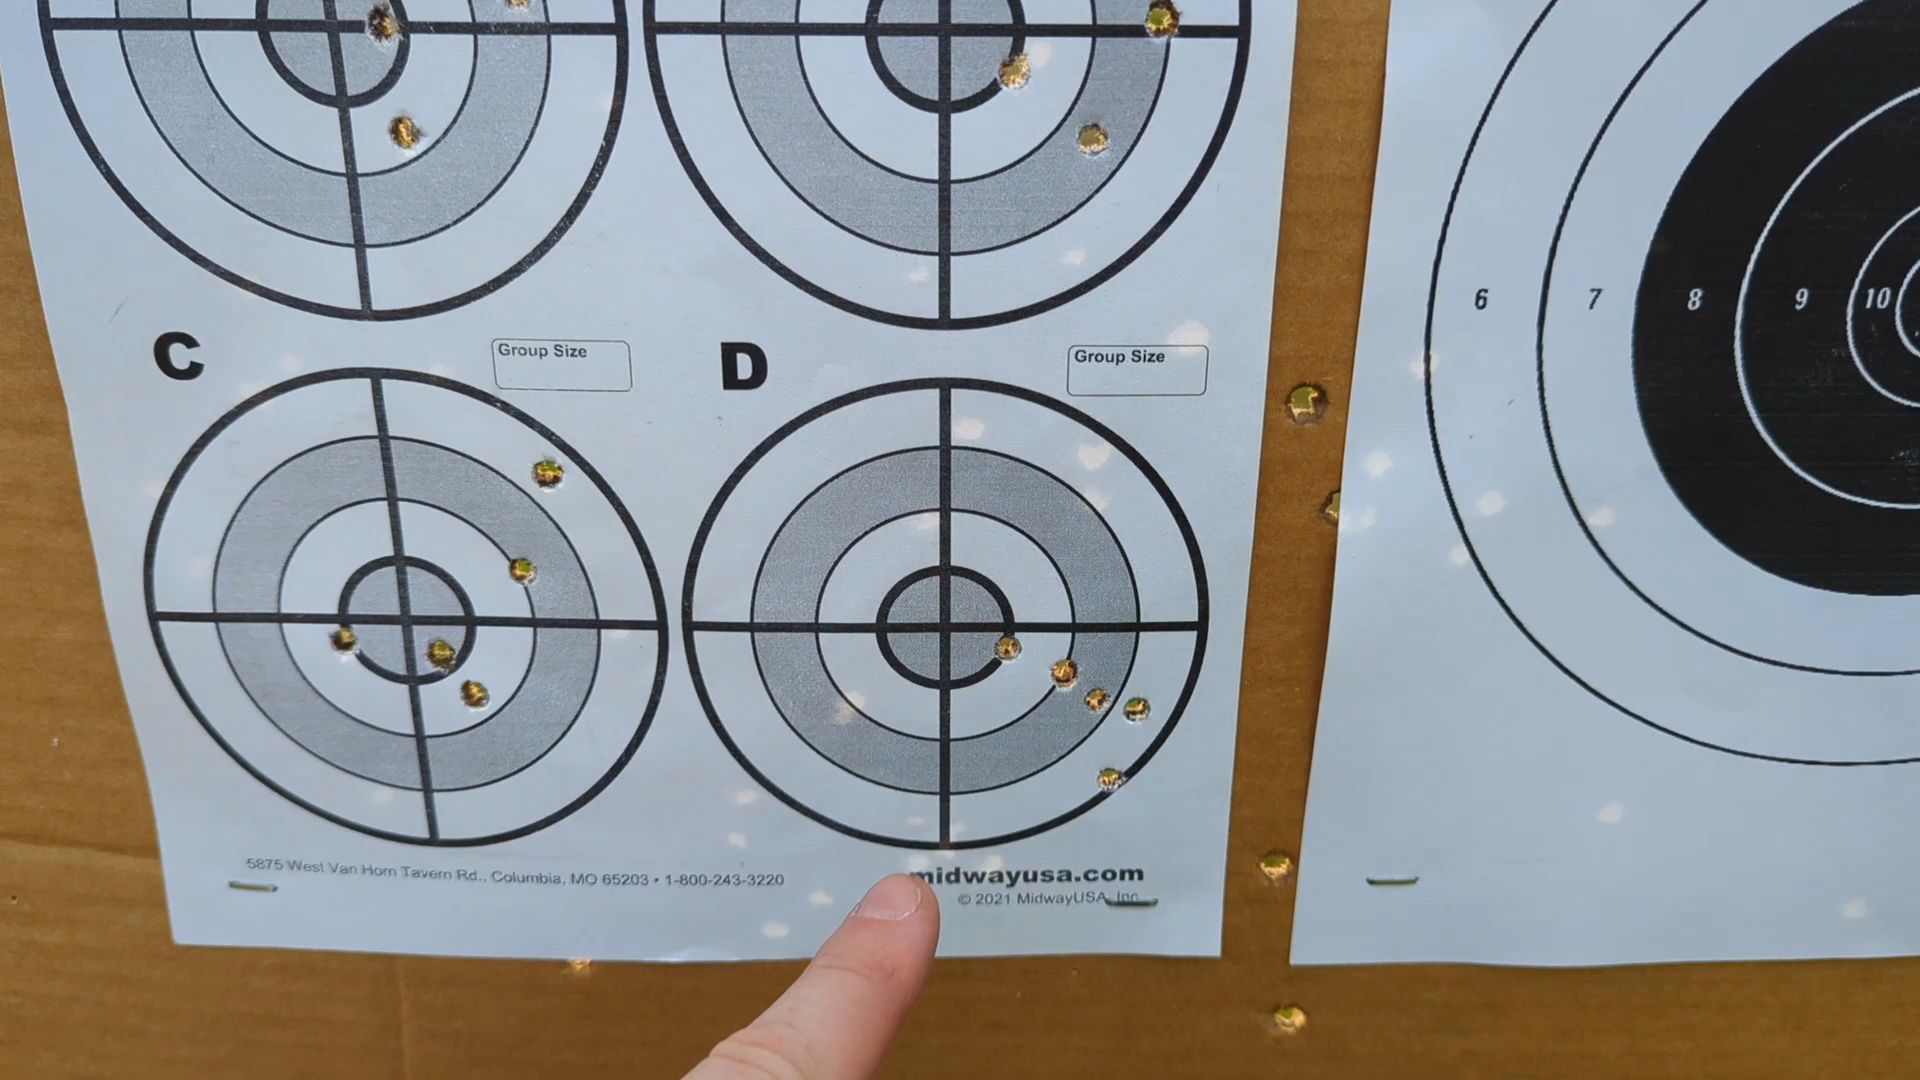 C
Group Size
D
Group Size
6 7 8 9 10
5875 West Van Horn Tavern Rd., Columbia, MO 65203 • 1-800-243-3220
midwayusa.com
© 2021 MidwayUSA, Inc.